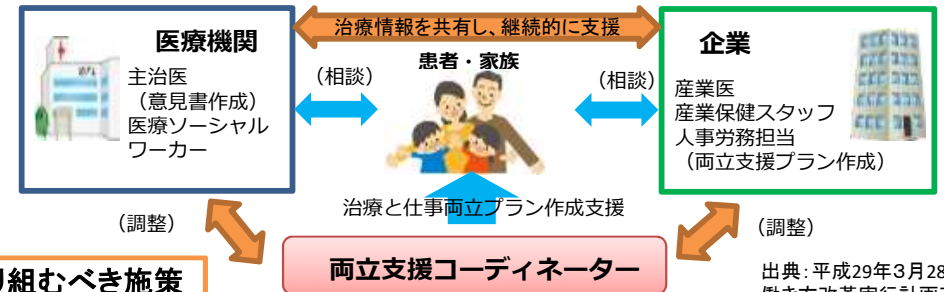 治療情報を共有し、継続的に支援
医療機関
主治医
（意見書作成）
医療ソーシャル
ワーカー
（相談）
患者・家族
（相談）
企業
産業医
産業保健スタッフ
人事労務担当
（両立支援プラン作成）
治療と仕事両立プラン作成支援
（調整）
（調整）
両立支援コーディネーター
組むべき施策
出典：平成29年3月28